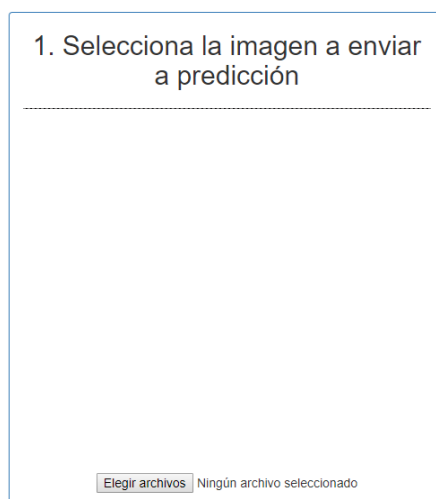 1. Selecciona la imagen a enviar
a predicción
Elegir archivos Ningún archivo seleccionado